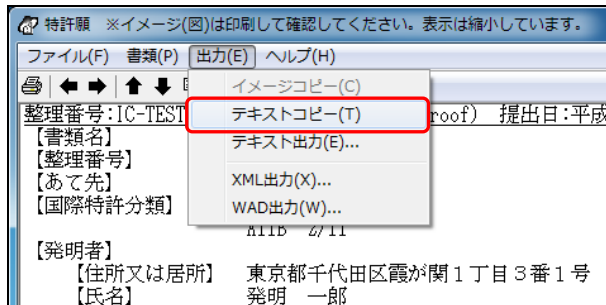 特許願 ※イメージ(図)は印刷して確認してください。表示は縮小しています。
ファイル(F) 書類(P) 出力(E) ヘルプ(H)
イメージコピー(C)
テキストコピー(T)
テキスト出力(E)...
XML出力(X)...
WAD出力(W)...
整理番号:IC-TEST roof) 提出日:平成
【書類名】
【整理番号】
【あて先】
【国際特許分類】
【発明者】
【住所又は居所】 東京都千代田区霞が関1丁目3番1号
【氏名】 発明 一郎